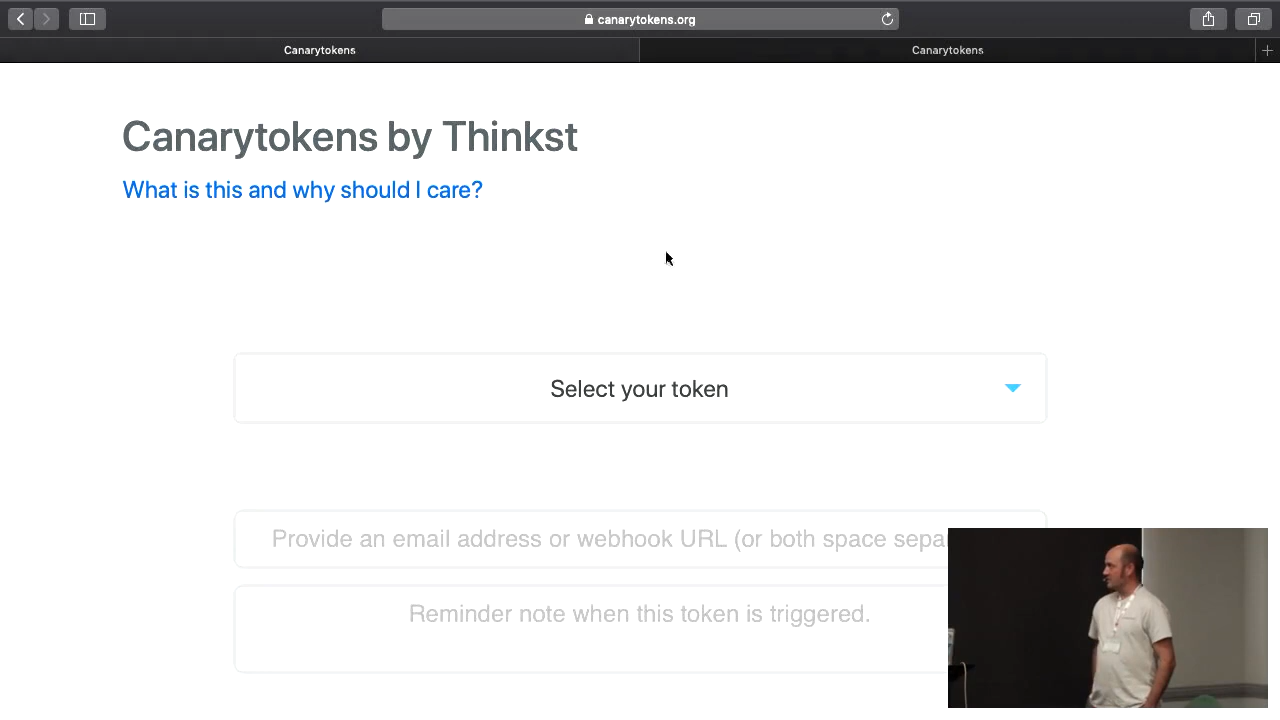 canarytokens.org
Canarytokens
Canarytokens
Canarytokens by Thinkst
What is this and why should I care?
Select your token
Provide an email address or webhook URL (or both space sepa
Reminder note when this token is triggered.